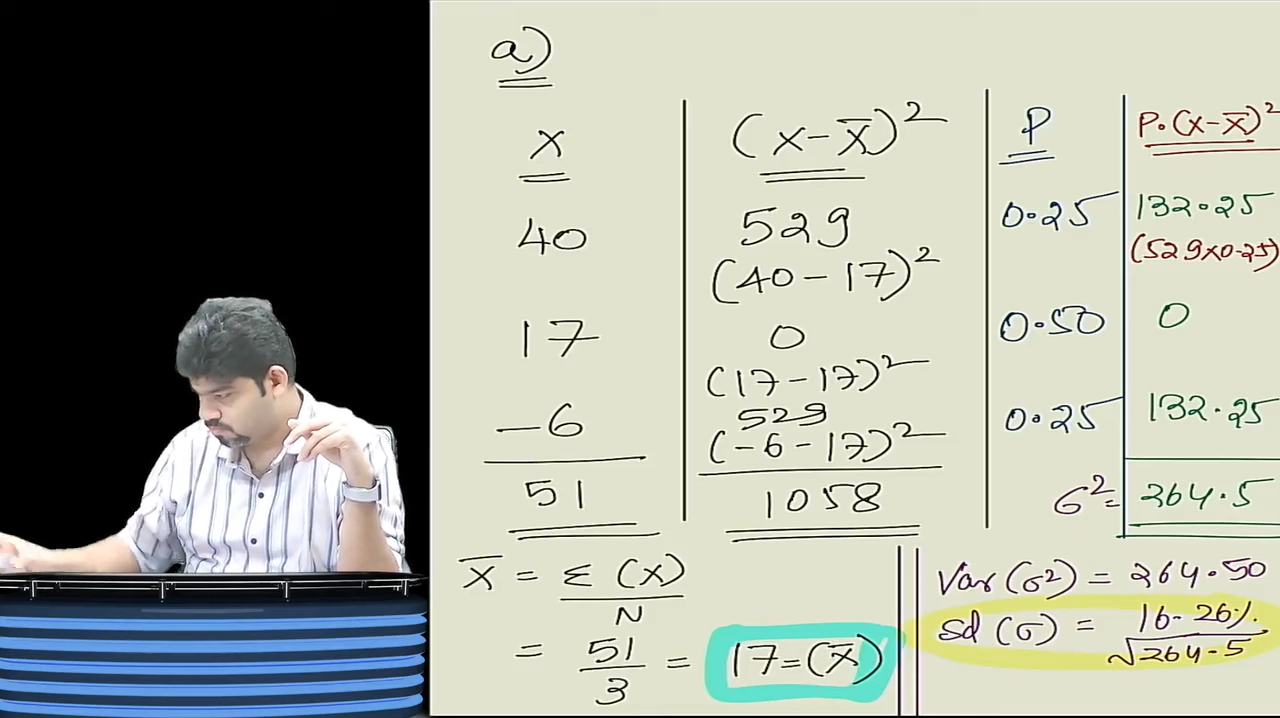 a)
x (x-x̄)² P P.(x-x̄)²
40 529 0.25 132.25
(40-17)² (529x0.25)
17 0 0.50 0
(17-17)²
-6 529 0.25 132.25
(-6-17)²
51 1058 σ²= 264.5
x̄ = Σ(x)/N
= 51/3 = 17=(x̄)
Var(σ²) = 264.50
sd(σ) = 16.26%
√264.5